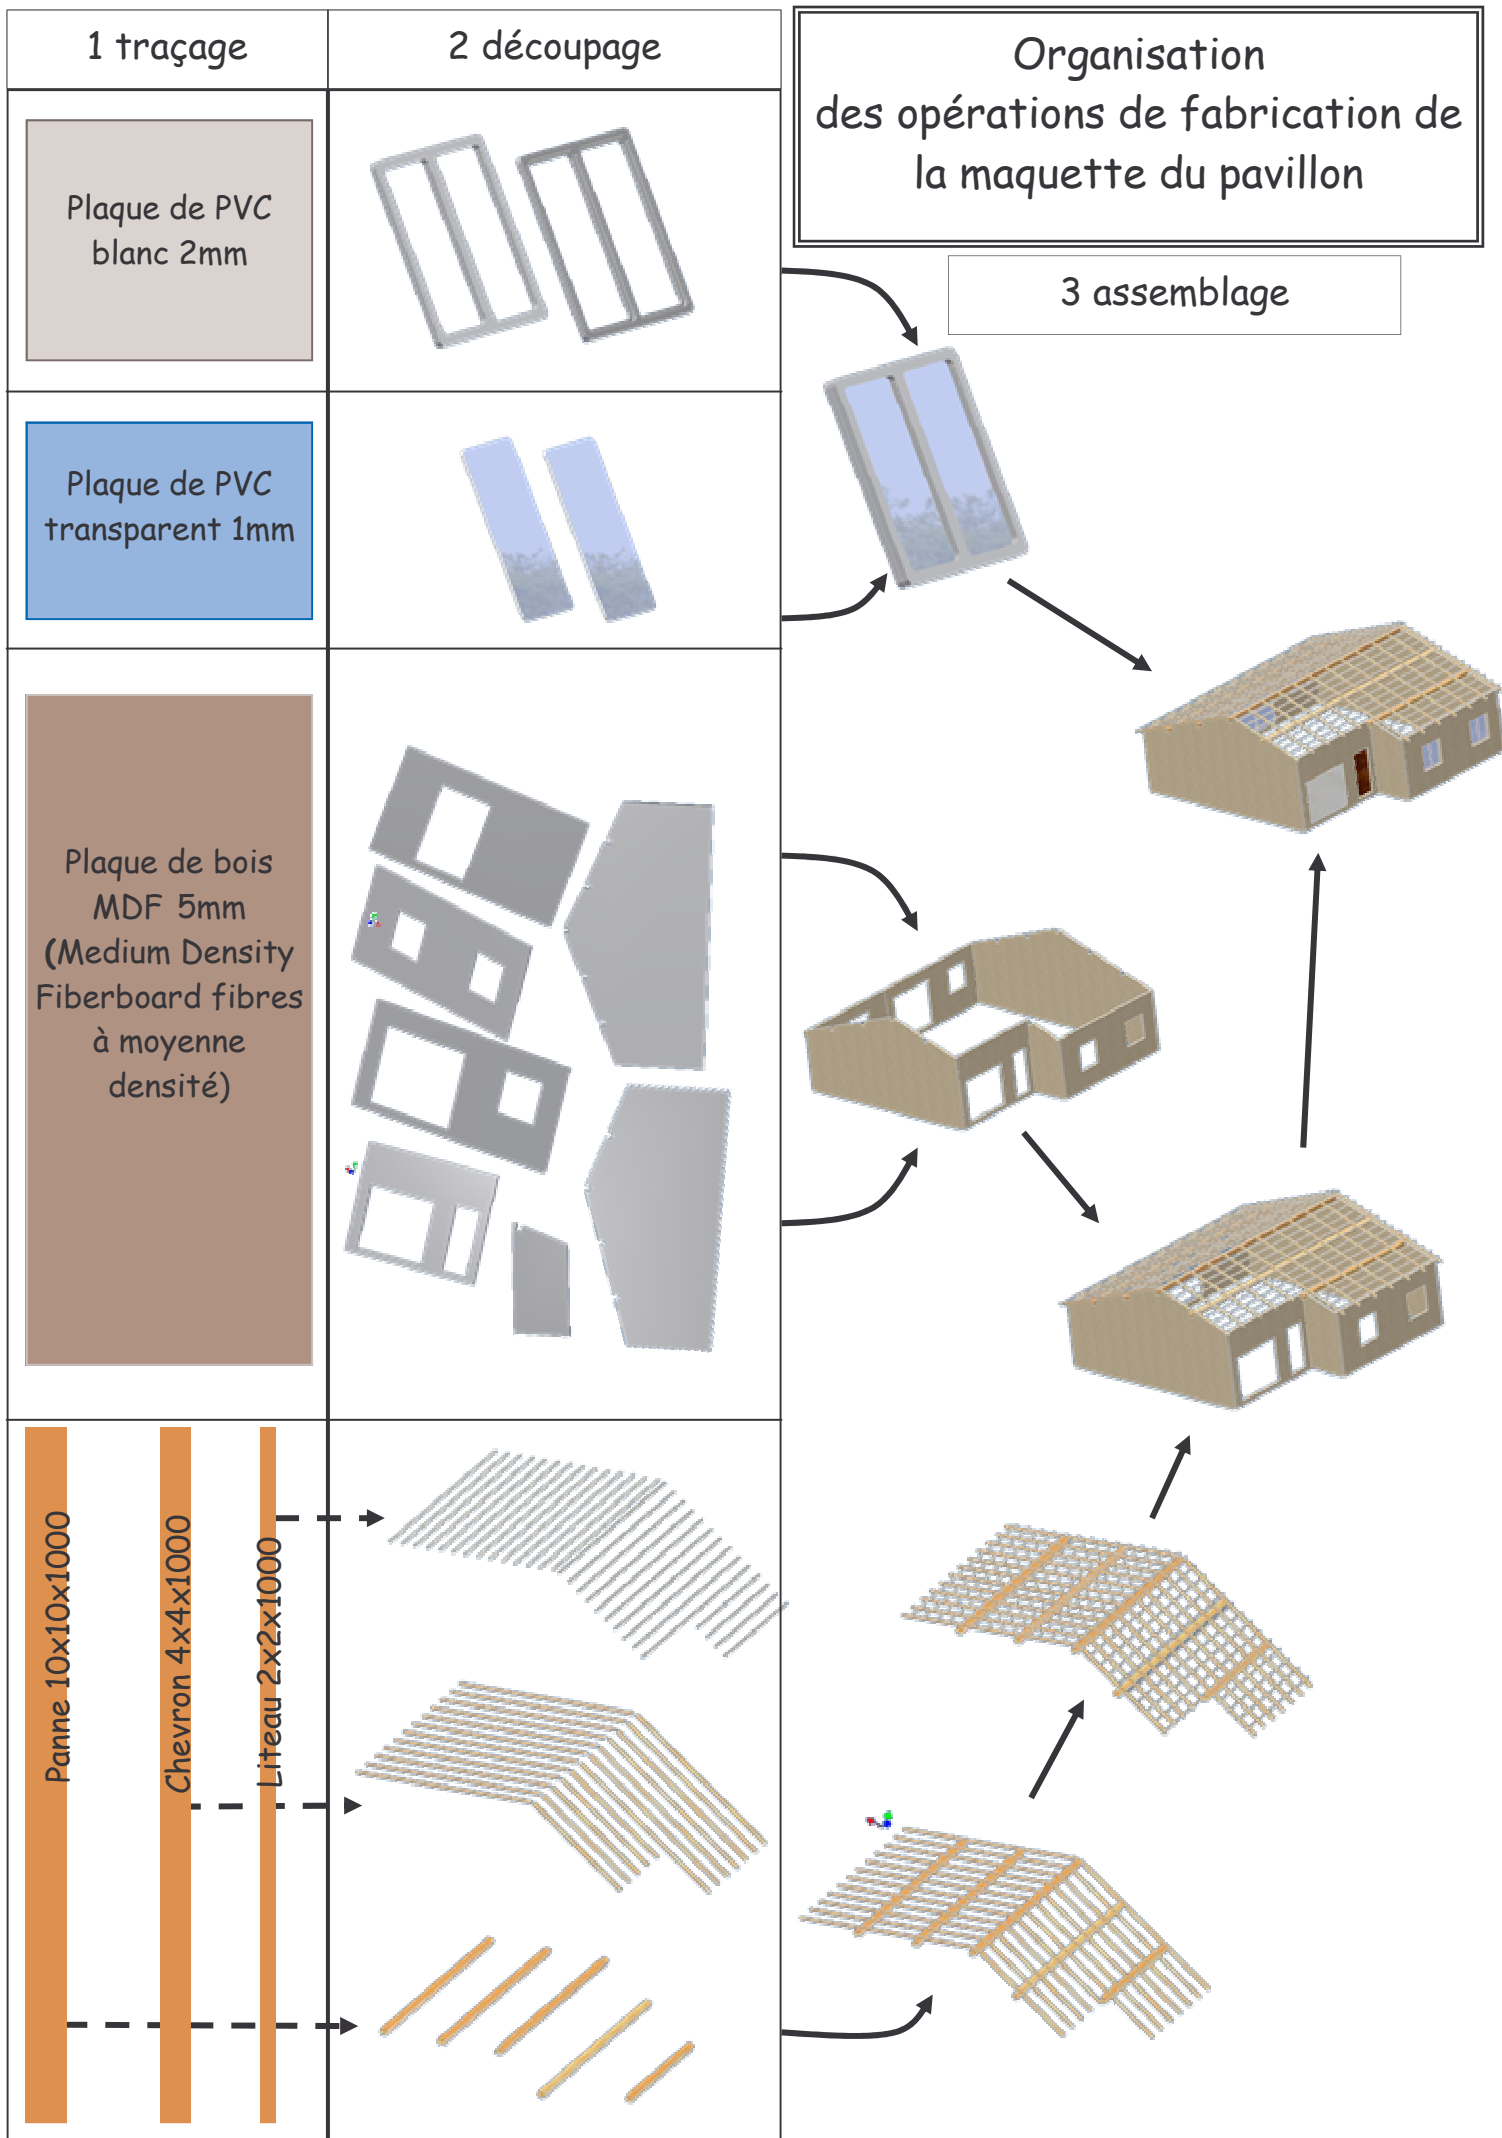 1 traçage
2 découpage
Organisation
des opérations de fabrication de
la maquette du pavillon
3 assemblage
Plaque de PVC
blanc 2mm
Plaque de PVC
transparent 1mm
Plaque de bois
MDF 5mm
(Medium Density
Fiberboard fibres
à moyenne
densité)
Panne 10x10x1000
Chevron 4x4x1000
Liteau 2x2x1000